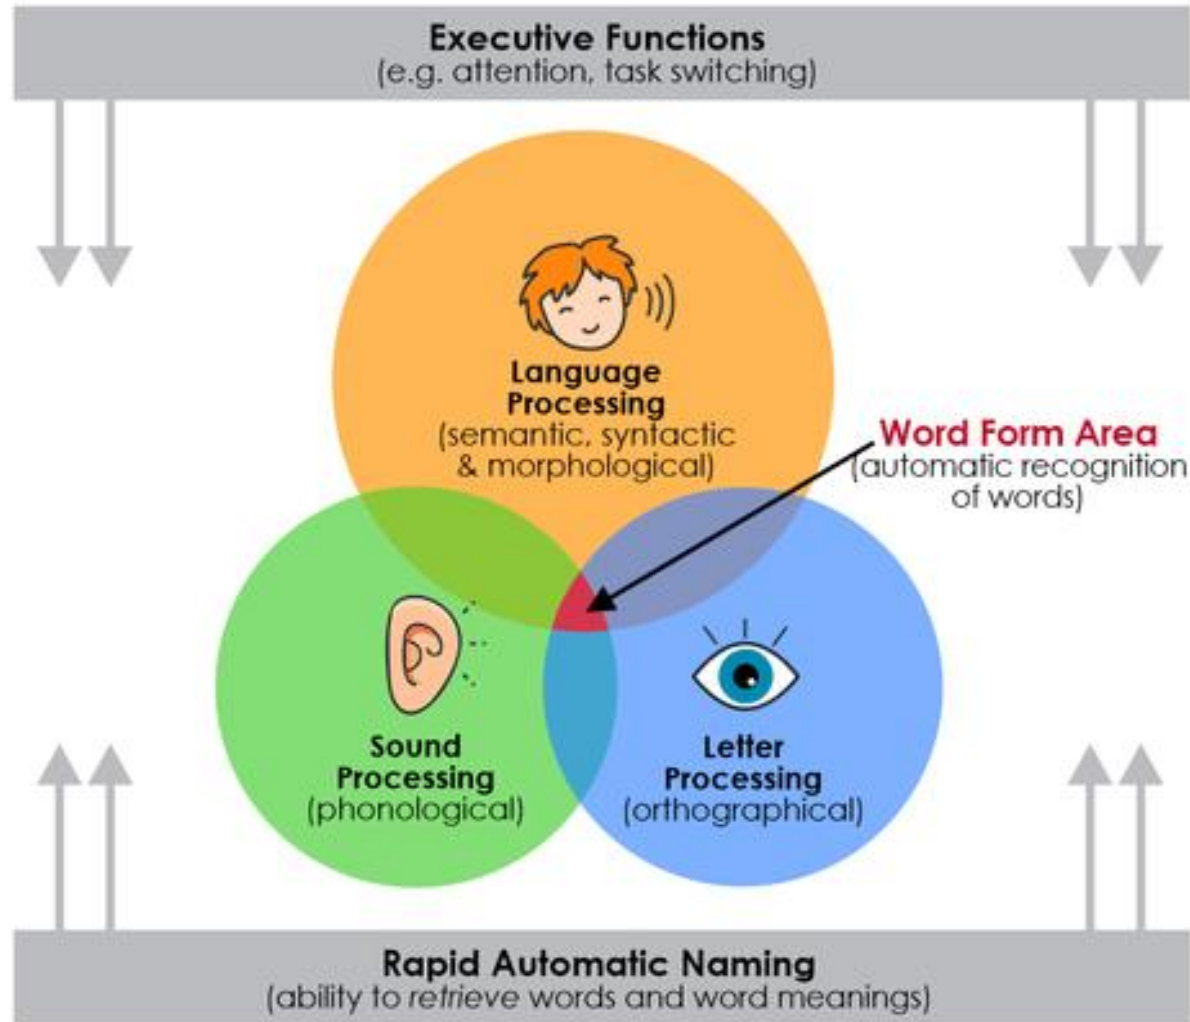 Executive Functions
(e.g. attention, task switching)
Language
Processing
(semantic, syntactic
& morphological)
Word Form Area
(automatic recognition
of words)
Sound
Processing
(phonological)
Letter
Processing
(orthographical)
Rapid Automatic Naming
(ability to retrieve words and word meanings)